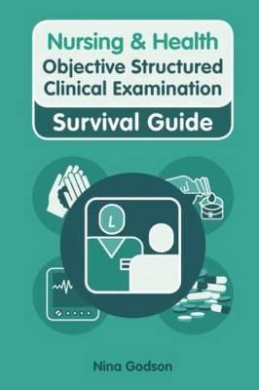 Nursing & Health
Objective Structured
Clinical Examination
Survival Guide
L
Nina Godson